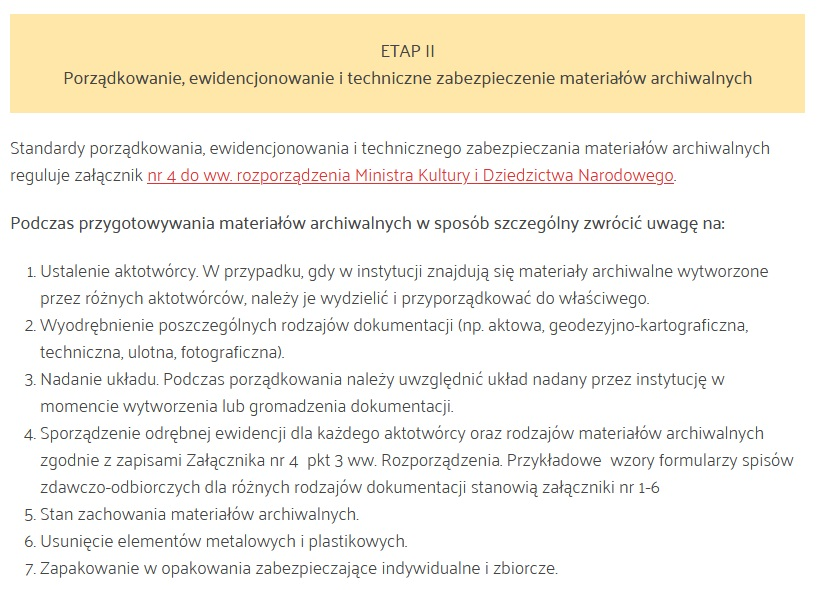 ETAP II
Porządkowanie, ewidencjonowanie i techniczne zabezpieczenie materiałów archiwalnych
Standardy porządkowania, ewidencjonowania i technicznego zabezpieczania materiałów archiwalnych
reguluje załącznik nr 4 do ww. rozporządzenia Ministra Kultury i Dziedzictwa Narodowego.
Podczas przygotowywania materiałów archiwalnych w sposób szczególny zwrócić uwagę na:
1. Ustalenie aktotwórcy. W przypadku, gdy w instytucji znajdują się materiały archiwalne wytworzone
przez różnych aktotwórców, należy je wydzielić i przyporządkować do właściwego.
2. Wyodrębnienie poszczególnych rodzajów dokumentacji (np. aktowa, geodezyjno-kartograficzna,
techniczna, ulotna, fotograficzna).
3. Nadanie układu. Podczas porządkowania należy uwzględnić układ nadany przez instytucję w
momencie wytworzenia lub gromadzenia dokumentacji.
4. Sporządzenie odrębnej ewidencji dla każdego aktotwórcy oraz rodzajów materiałów archiwalnych
zgodnie z zapisami Załącznika nr 4 pkt 3 ww. Rozporządzenia. Przykładowe wzory formularzy spisów
zdawczo-odbiorczych dla różnych rodzajów dokumentacji stanowią załączniki nr 1-6
5. Stan zachowania materiałów archiwalnych.
6. Usunięcie elementów metalowych i plastikowych.
7. Zapakowanie w opakowania zabezpieczające indywidualne i zbiorcze.